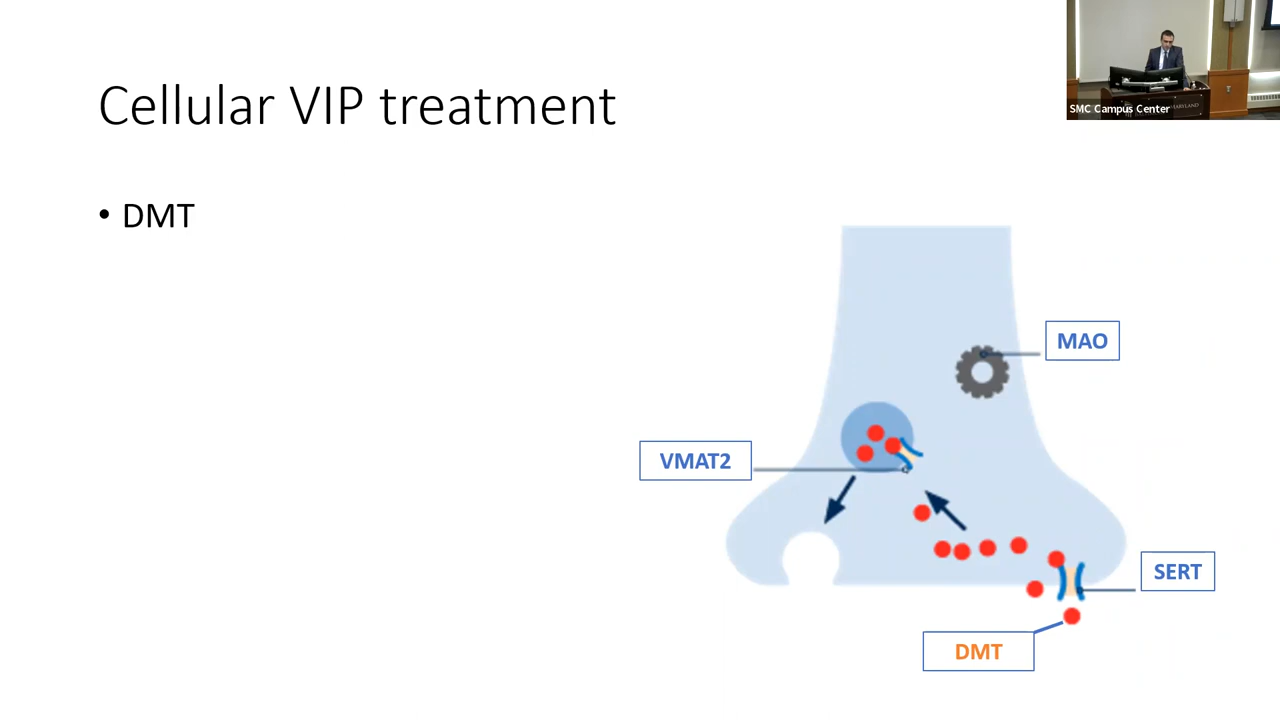 Cellular VIP treatment
SMC Campus Center
• DMT
MAO
VMAT2
SERT
DMT